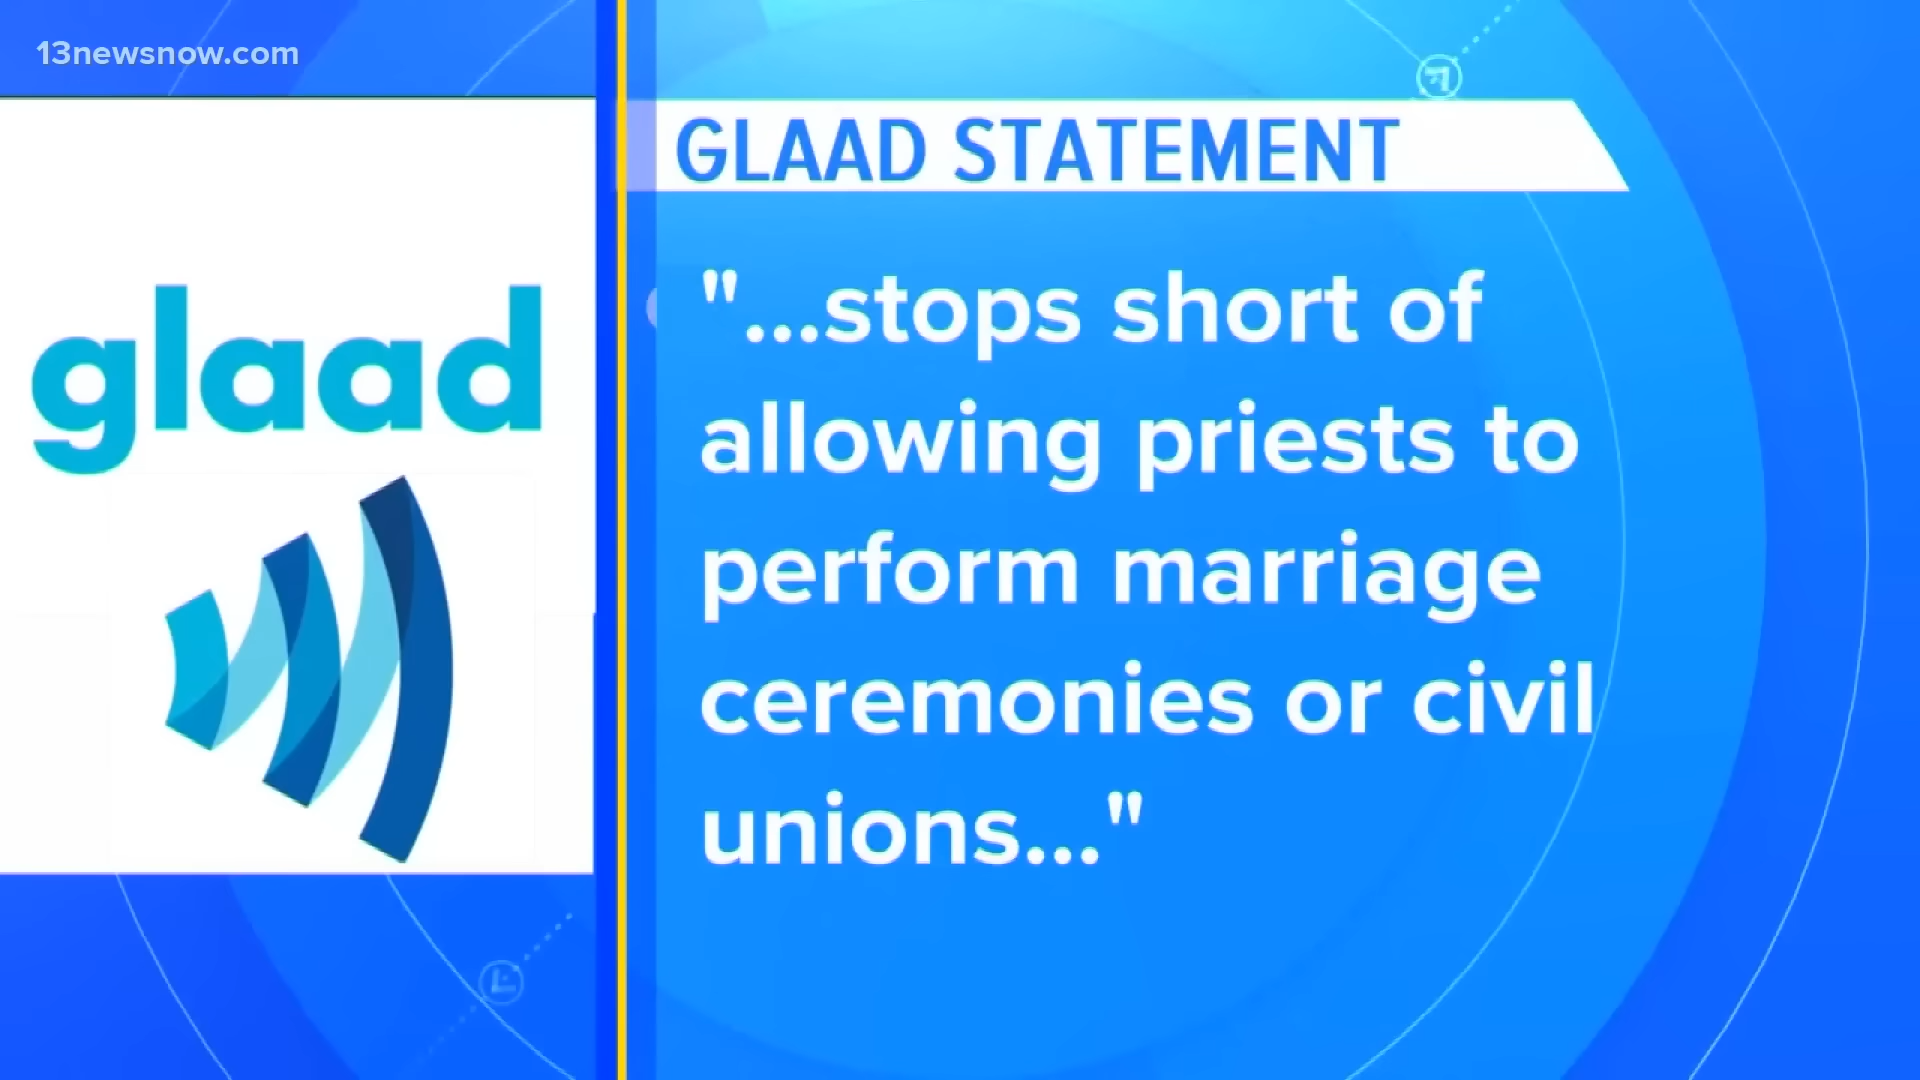 13newsnow.com
glaad
GLAAD STATEMENT
"...stops short of
allowing priests to
perform marriage
ceremonies or civil
unions..."